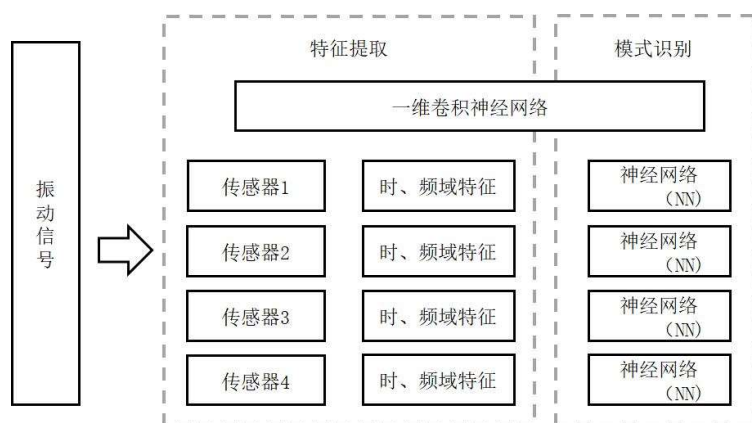 特征提取
模式识别
一维卷积神经网络
振动信号
传感器1
时、频域特征
神经网络
(NN)
传感器2
时、频域特征
神经网络
(NN)
传感器3
时、频域特征
神经网络
(NN)
传感器4
时、频域特征
神经网络
(NN)